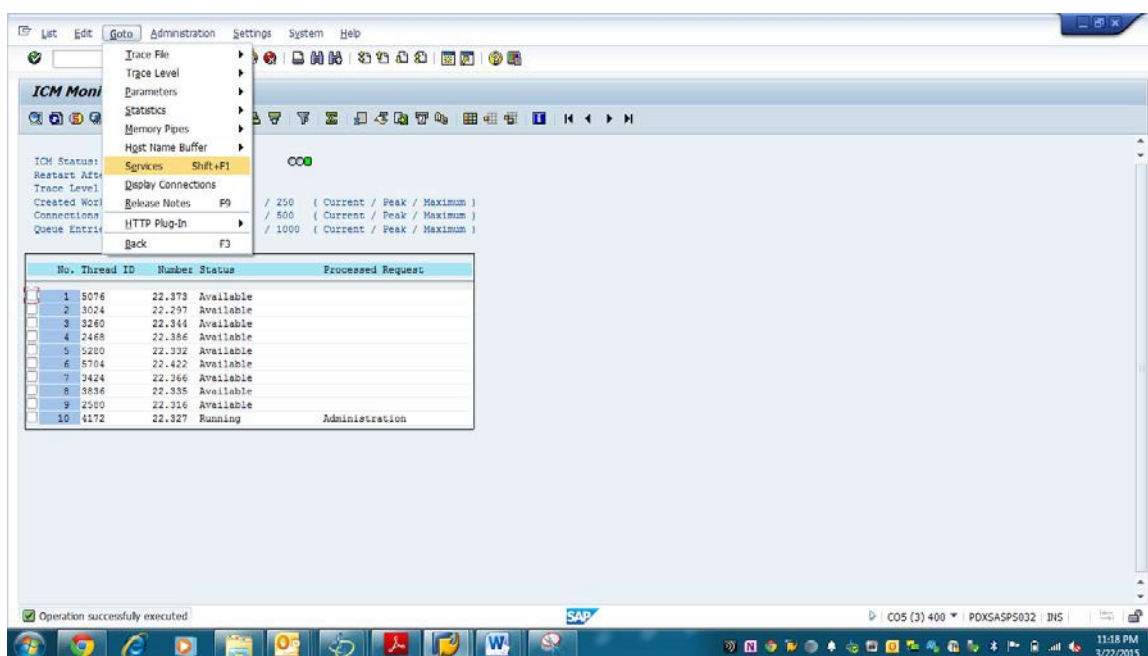 List Edit Goto Administration Settings System Help
Trace File
Trace Level
Parameters
Statistics
Memory Pipes
Host Name Buffer
Services Shift+F1
Display Connections
Release Notes F9
HTTP Plug-In
Back F3
ICM Moni
ICM Status:
Restart Afte
Trace Level
Created Worl / 250 ( Current / Peak / Maximum )
Connections / 500 ( Current / Peak / Maximum )
Queue Entri / 1000 ( Current / Peak / Maximum )
No. Thread ID Number Status Processed Request
1 5076 22.373 Available
2 3024 22.297 Available
3 3260 22.344 Available
4 2468 22.386 Available
5 5280 22.332 Available
6 5704 22.422 Available
7 3424 22.366 Available
8 3836 22.335 Available
9 2580 22.316 Available
10 4172 22.327 Running Administration
Operation successfully executed
SAP
CO5 (3) 400 PDXSASPS032 INS
11:18 PM
3/22/2015